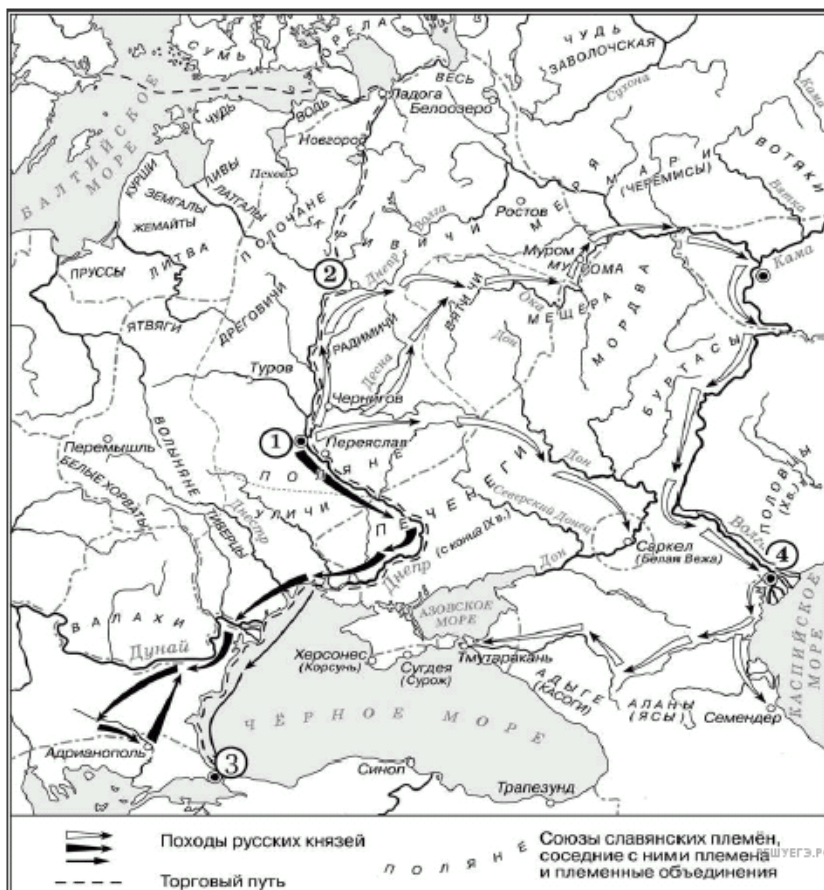 СУМЬ
КОРЕЛА
ЧУДЬ
ЗАВОЛОЧСКАЯ
Кама
ВЕСЬ
Сухона
Ладога
Белоозеро
БАЛТИЙСКОЕ
МОРЕ
ЧУДЬ
ВОДЬ
Новгород
ВОТЯКИ
МАРИ
(ЧЕРЕМИСЫ)
Вятка
КУРШИ
ЛИВЫ
Псков
ЗЕМГАЛЫ
ЛАТГАЛЫ
ЖЕМАЙТЫ
ПОЛОЧАНЕ
КРИВИЧИ
Волга
Ростов
МЕРЯ
ЛИТВА
Муром
МУРОМА
ПРУССЫ
2
Днепр
Кама
ЯТВЯГИ
ДРЕГОВИЧИ
РАДИМИЧИ
ВЯТИЧИ
Ока
МЕЩЕРА
МОРДВА
Дон
Туров
Десна
БУРТАСЫ
Чернигов
1
Переяслав
Перемышль
ВОЛЫНЯНЕ
ПОЛЯНЕ
Дон
БЕЛЫЕ ХОРВАТЫ
Днестр
УЛИЧИ
ПЕЧЕНЕГИ
Северский Донец
ПОЛОВЦЫ
(X в.)
ТИВЕРЦЫ
(с конца IX в.)
Волга
4
Саркел
(Белая Вежа)
Днепр
Дон
ВАЛАХИ
АЗОВСКОЕ
МОРЕ
Дунай
Херсонес
(Корсунь)
Сугдея
(Сурож)
Тмутаракань
АДЫГЕ
(КАСОГИ)
АЛАНЫ
(ЯСЫ)
Семендер
КАСПИЙСКОЕ
МОРЕ
ЧЁРНОЕ МОРЕ
Адрианополь
3
Синоп
Трапезунд
Походы русских князей
Торговый путь
ПОЛЯНЕ
Союзы славянских племён,
соседние с ними племена
и племенные объединения
РЕШУЕГЭ.РФ